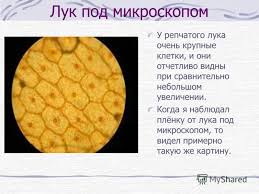 Лук под микроскопом
У репчатого лука
очень крупные
клетки, и они
отчетливо видны
при сравнительно
небольшом
увеличении.
Когда я наблюдал
плёнку от лука под
микроскопом, то
видел примерно
такую же картину.
MyShared